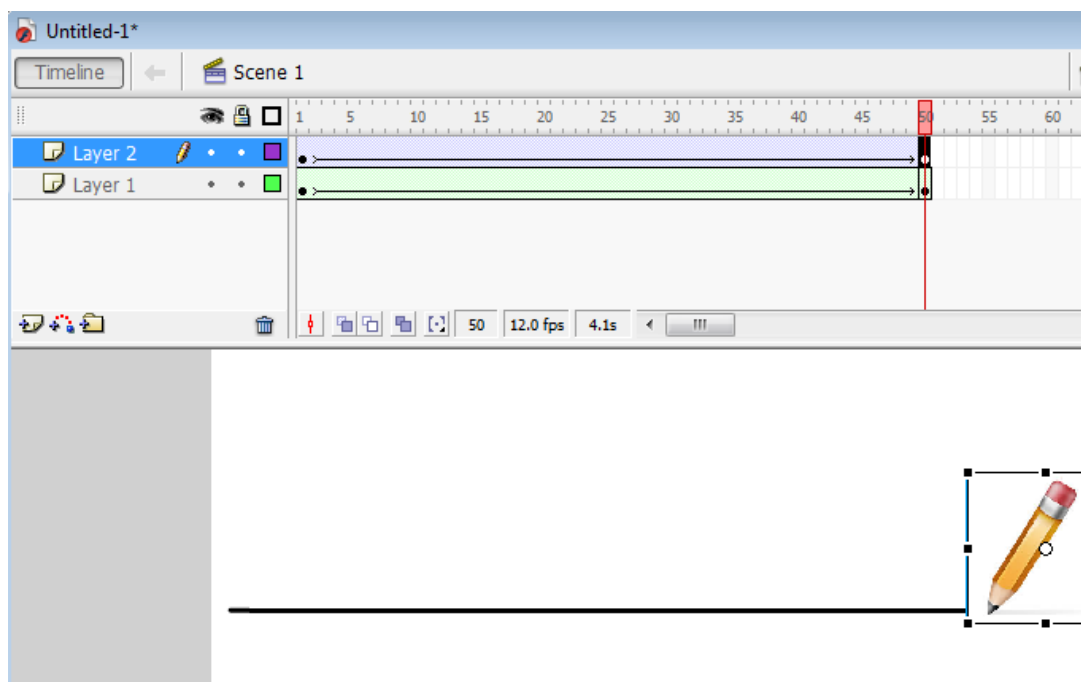 Untitled-1*
Timeline Scene 1
1 5 10 15 20 25 30 35 40 45 50 55 60
Layer 2
Layer 1
50 12.0 fps 4.1s